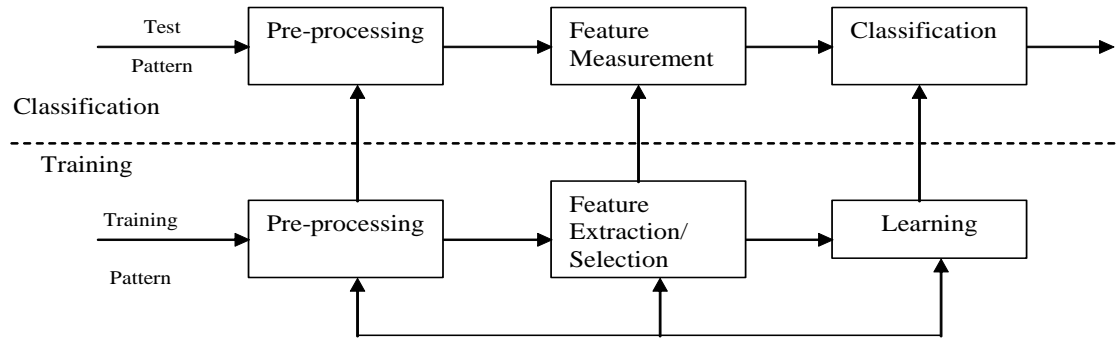 Test
Pattern
Pre-processing
Feature
Measurement
Classification
Classification
Training
Training
Pattern
Pre-processing
Feature
Extraction/
Selection
Learning